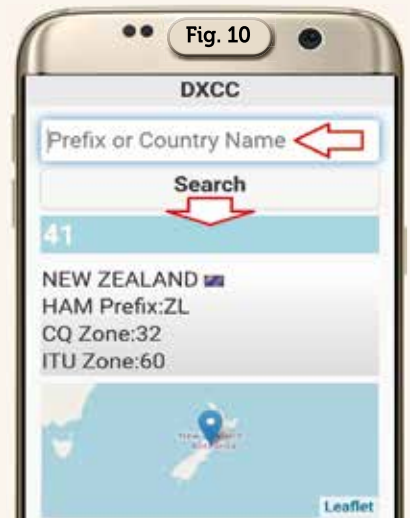 Fig. 10
DXCC
Prefix or Country Name
Search
41
NEW ZEALAND
HAM Prefix:ZL
CQ Zone:32
ITU Zone:60
Leaflet